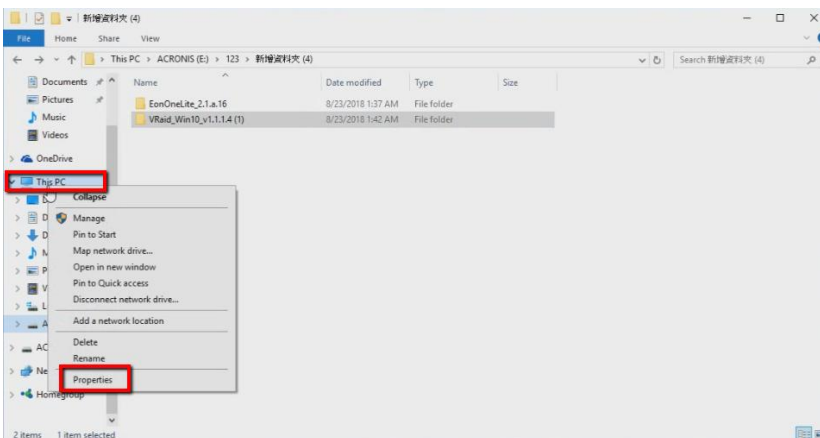 新增資料夾 (4)
File Home Share View
This PC > ACRONIS (E:) > 123 > 新增資料夾 (4)
Search 新增資料夾 (4)
Documents
Pictures
Music
Videos
OneDrive
This PC
Name Date modified Type Size
EonOneLite_2.1.a.16 8/23/2018 1:37 AM File folder
VRaid_Win10_v1.1.1.4 (1) 8/23/2018 1:42 AM File folder
Collapse
D Manage
D Pin to Start
M Map network drive...
P Open in new window
V Pin to Quick access
L Disconnect network drive...
A Add a network location
AC Delete
Rename
Ne Properties
Homegroup
2 items 1 item selected